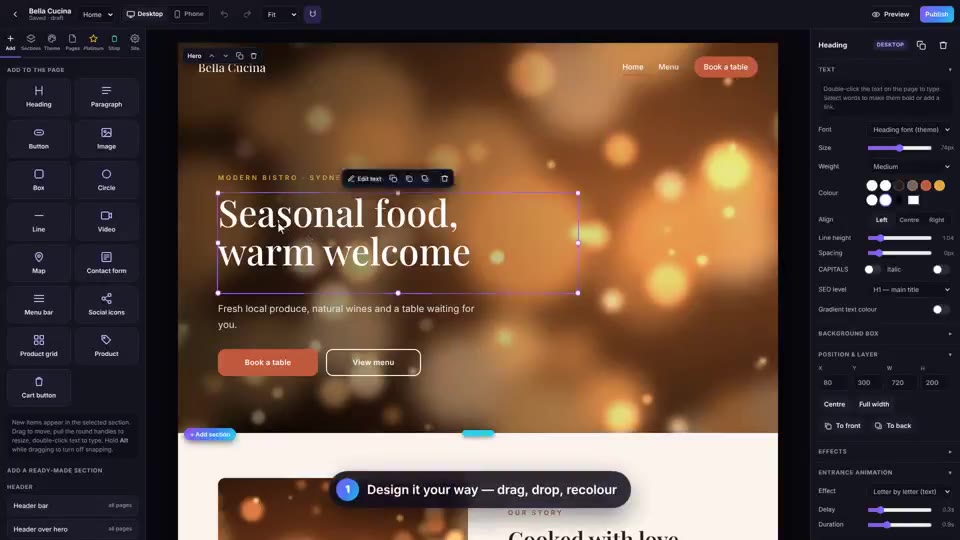 Bella Cucina
Saved · draft
Home
Desktop
Phone
Fit
Preview
Publish
Add
Sections
Theme
Pages
Platinum
Shop
ADD TO THE PAGE
Heading
Paragraph
Button
Image
Box
Circle
Line
Video
Map
Contact form
Menu bar
Social icons
Product grid
Product
Cart button
New items appear in the selected section.
Drag to move, pull the round handles to
resize, double-click text to type. Hold Alt
while dragging to turn off snapping.
ADD A READY-MADE SECTION
HEADER
Header bar
all pages
Header over hero
all pages
Hero
Bella Cucina
Home
Menu
Book a table
MODERN BISTRO · SYDNE
Edit text
Seasonal food,
warm welcome
Fresh local produce, natural wines and a table waiting for
you.
Book a table
View menu
+ Add section
1
Design it your way — drag, drop, recolour
OUR STORY
Cooked with love
Heading
DESKTOP
TEXT
Double-click the text on the page to type.
Select words to make them bold or add a
link.
Font
Heading font (theme)
Size
74px
Weight
Medium
Colour
Align
Left
Centre
Right
Line height
1.04
Spacing
0px
CAPITALS
Italic
SEO level
H1 — main title
Gradient text colour
BACKGROUND BOX
POSITION & LAYER
X
Y
W
H
80
300
720
200
Centre
Full width
To front
To back
EFFECTS
ENTRANCE ANIMATION
Effect
Letter by letter (text)
Delay
0.3s
Duration
0.9s